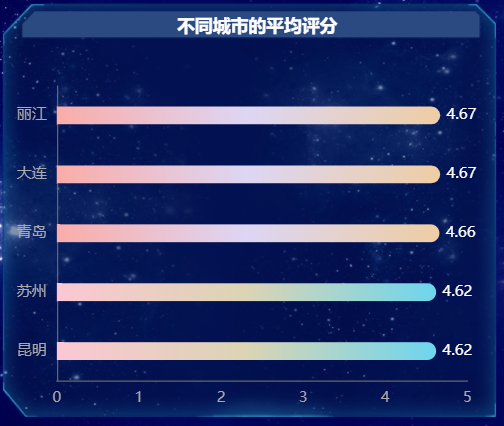 不同城市的平均评分
丽江 4.67
大连 4.67
青岛 4.66
苏州 4.62
昆明 4.62
0 1 2 3 4 5